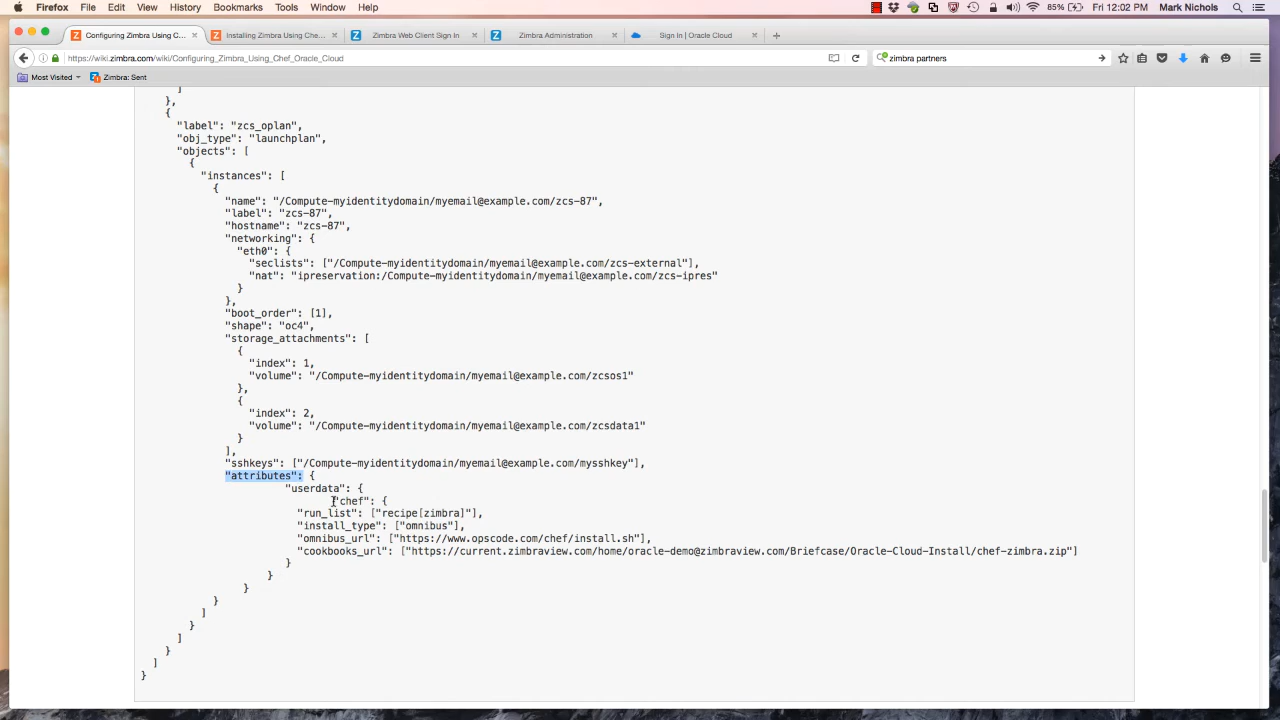 Firefox File Edit View History Bookmarks Tools Window Help
85% Fri 12:02 PM Mark Nichols
Configuring Zimbra Using C... × Installing Zimbra Using Che... × Zimbra Web Client Sign In × Zimbra Administration × Sign In | Oracle Cloud × +
https://wiki.zimbra.com/wiki/Configuring_Zimbra_Using_Chef_Oracle_Cloud zimbra partners
Most Visited Zimbra: Sent
]
},
{
"label": "zcs_oplan",
"obj_type": "launchplan",
"objects": [
{
"instances": [
{
"name": "/Compute-myidentitydomain/myemail@example.com/zcs-87",
"label": "zcs-87",
"hostname": "zcs-87",
"networking": {
"eth0": {
"seclists": ["/Compute-myidentitydomain/myemail@example.com/zcs-external"],
"nat": "ipreservation:/Compute-myidentitydomain/myemail@example.com/zcs-ipres"
}
},
"boot_order": [1],
"shape": "oc4",
"storage_attachments": [
{
"index": 1,
"volume": "/Compute-myidentitydomain/myemail@example.com/zcsos1"
},
{
"index": 2,
"volume": "/Compute-myidentitydomain/myemail@example.com/zcsdata1"
}
],
"sshkeys": ["/Compute-myidentitydomain/myemail@example.com/mysshkey"],
"attributes": {
"userdata": {
"chef": {
"run_list": ["recipe[zimbra]"],
"install_type": ["omnibus"],
"omnibus_url": ["https://www.opscode.com/chef/install.sh"],
"cookbooks_url": ["https://current.zimbraview.com/home/oracle-demo@zimbraview.com/Briefcase/Oracle-Cloud-Install/chef-zimbra.zip"]
}
}
}
}
]
}
]
}
]
}